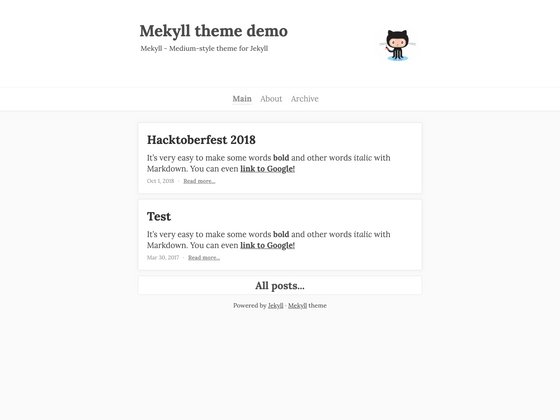 Mekyll theme demo
Mekyll - Medium-style theme for Jekyll
Main About Archive
Hacktoberfest 2018
It's very easy to make some words bold and other words italic with
Markdown. You can even link to Google!
Oct 1, 2018 · Read more...
Test
It's very easy to make some words bold and other words italic with
Markdown. You can even link to Google!
Mar 30, 2017 · Read more...
All posts...
Powered by Jekyll · Mekyll theme